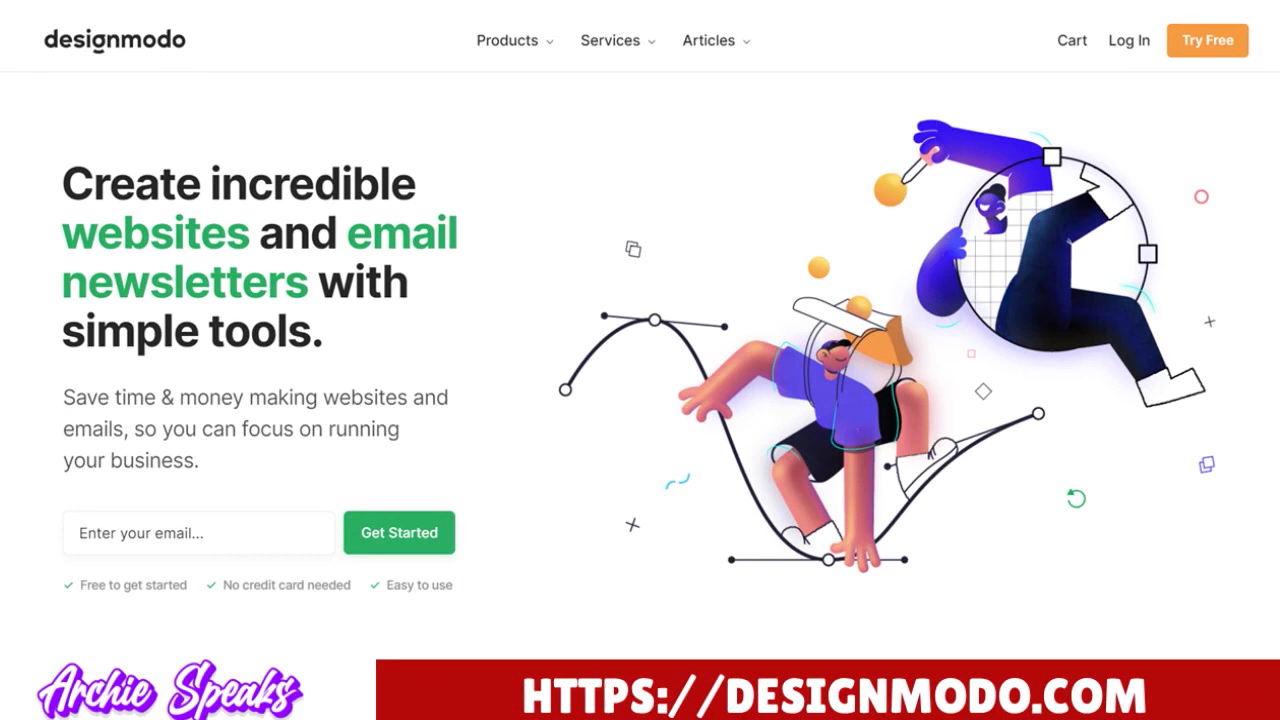 designmodo
Products Services Articles
Cart Log In Try Free
Create incredible
websites and email
newsletters with
simple tools.
Save time & money making websites and
emails, so you can focus on running
your business.
Enter your email... Get Started
Free to get started No credit card needed Easy to use
Archie Speaks
HTTPS://DESIGNMODO.COM